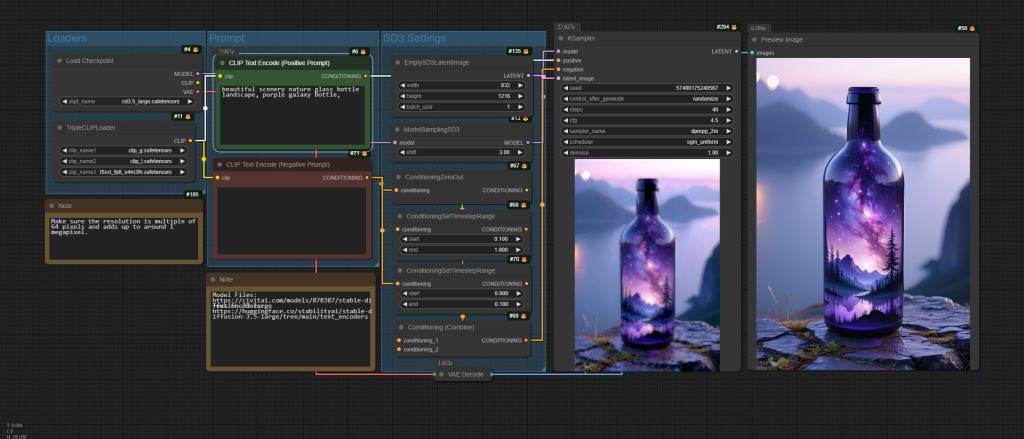 Loaders
#4
Load Checkpoint
MODEL
CLIP
VAE
ckpt_name sd3.5_large.safetensors
#11
TripleCLIPLoader
CLIP
clip_name1 clip_g.safetensors
clip_name2 clip_l.safetensors
clip_name3 t5xxl_fp8_e4m3fn.safetensors
#105
Note
Make sure the resolution is multiple of
64 pixels and adds up to around 1
megapixel.
Prompt
7.067s
#6
CLIP Text Encode (Positive Prompt)
clip CONDITIONING
beautiful scenery nature glass bottle
landscape, purple galaxy bottle,
#71
CLIP Text Encode (Negative Prompt)
clip CONDITIONING
Note
Model Files:
https://civitai.com/models/878387/stable-di
https://huggingface.co/stabilityai/stable-d
iffusion-3.5-large/tree/main/text_encoders
SD3 Settings
#135
EmptySD3LatentImage
LATENT
width 832
height 1216
batch_size 1
#13
ModelSamplingSD3
model MODEL
shift 3.00
#67
ConditioningZeroOut
conditioning CONDITIONING
#68
ConditioningSetTimestepRange
conditioning CONDITIONING
start 0.100
end 1.000
#70
ConditioningSetTimestepRange
conditioning CONDITIONING
start 0.000
end 0.100
#69
Conditioning (Combine)
conditioning_1 CONDITIONING
conditioning_2
1.612s
VAE Decode
27.627s
#294
KSampler
model LATENT
positive
negative
latent_image
seed 57400175240567
control_after_generate randomize
steps 40
cfg 4.5
sampler_name dpmpp_2m
scheduler sgm_uniform
denoise 1.00
#50
Preview Image
images